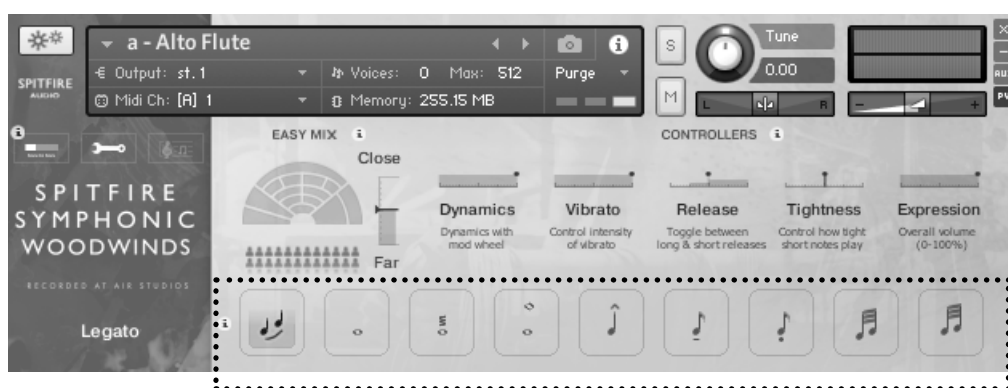 a - Alto Flute
Output: st. 1
Voices: 0 Max: 512
Purge
Midi Ch: [A] 1
Memory: 255.15 MB
S
M
Tune
0.00
L
R
-
+
×
-
AUX
PV
SPITFIRE
AUDIO
SPITFIRE
SYMPHONIC
WOODWINDS
RECORDED AT AIR STUDIOS
Legato
EASY MIX
Close
Far
CONTROLLERS
Dynamics
Dynamics with
mod wheel
Vibrato
Control intensity
of vibrato
Release
Toggle between
long & short releases
Tightness
Control how tight
short notes play
Expression
Overall volume
(0-100%)